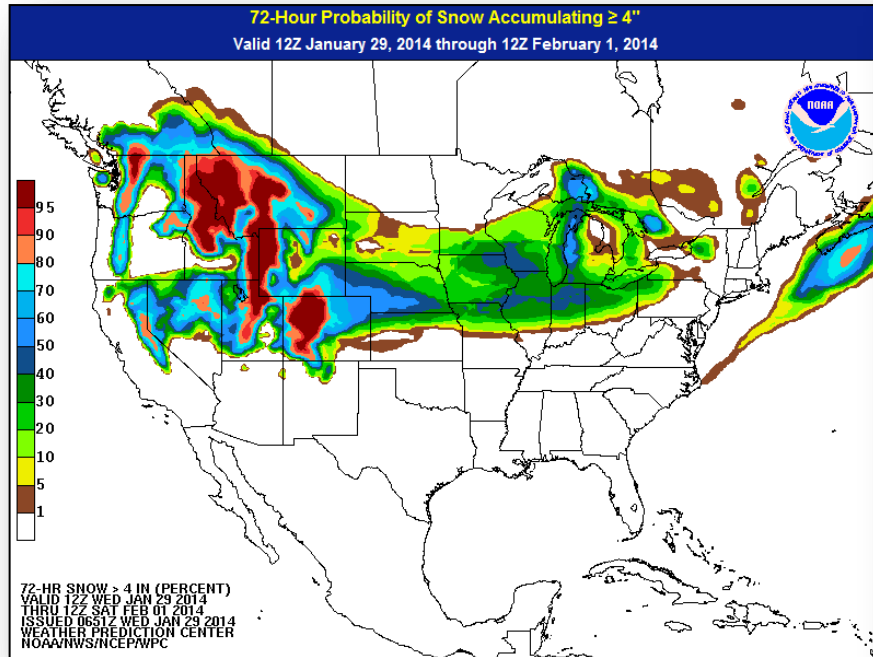 72-Hour Probability of Snow Accumulating ≥ 4"
Valid 12Z January 29, 2014 through 12Z February 1, 2014
NOAA
95
90
80
70
60
50
40
30
20
10
5
1
72-HR SNOW > 4 IN (PERCENT)
VALID 12Z WED JAN 29 2014
THRU 12Z SAT FEB 01 2014
ISSUED 0651Z WED JAN 29 2014
WEATHER PREDICTION CENTER
NOAA/NWS/NCEP/WPC